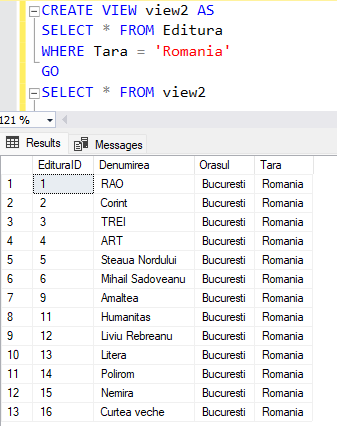 CREATE VIEW view2 AS
SELECT * FROM Editura
WHERE Tara = 'Romania'
GO
SELECT * FROM view2
121 %
Results Messages
EdituraID Denumirea Orasul Tara
1 1 RAO Bucuresti Romania
2 2 Corint Bucuresti Romania
3 3 TREI Bucuresti Romania
4 4 ART Bucuresti Romania
5 5 Steaua Nordului Bucuresti Romania
6 6 Mihail Sadoveanu Bucuresti Romania
7 9 Amaltea Bucuresti Romania
8 11 Humanitas Bucuresti Romania
9 12 Liviu Rebreanu Bucuresti Romania
10 13 Litera Bucuresti Romania
11 14 Polirom Bucuresti Romania
12 15 Nemira Bucuresti Romania
13 16 Curtea veche Bucuresti Romania